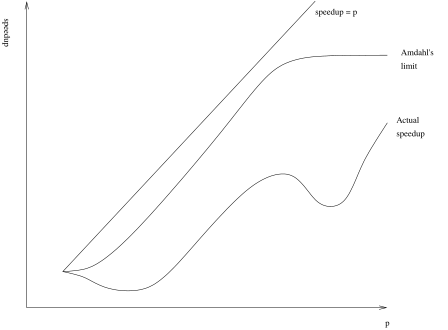 speedup
speedup = p
Amdahl's
limit
Actual
speedup
p